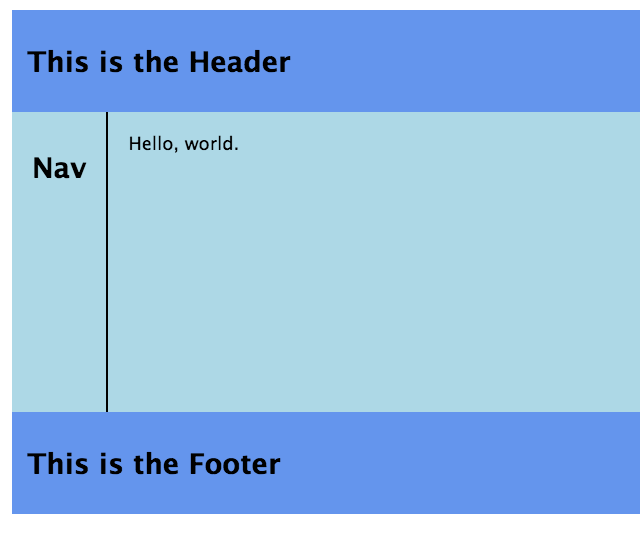 This is the Header
Nav
Hello, world.
This is the Footer